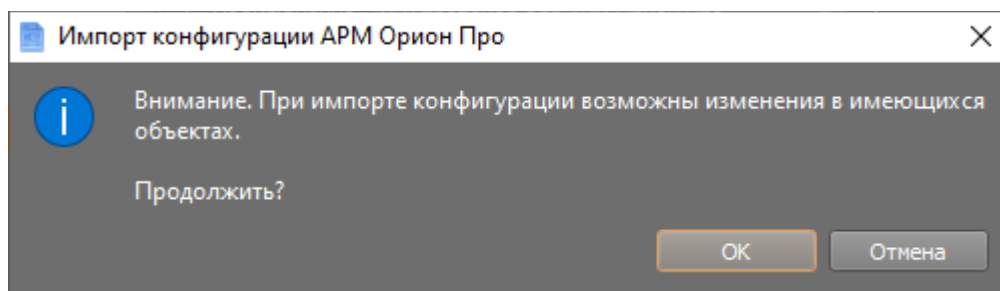 Импорт конфигурации АРМ Орион Про
Внимание. При импорте конфигурации возможны изменения в имеющихся
объектах.
Продолжить?
OK
Отмена